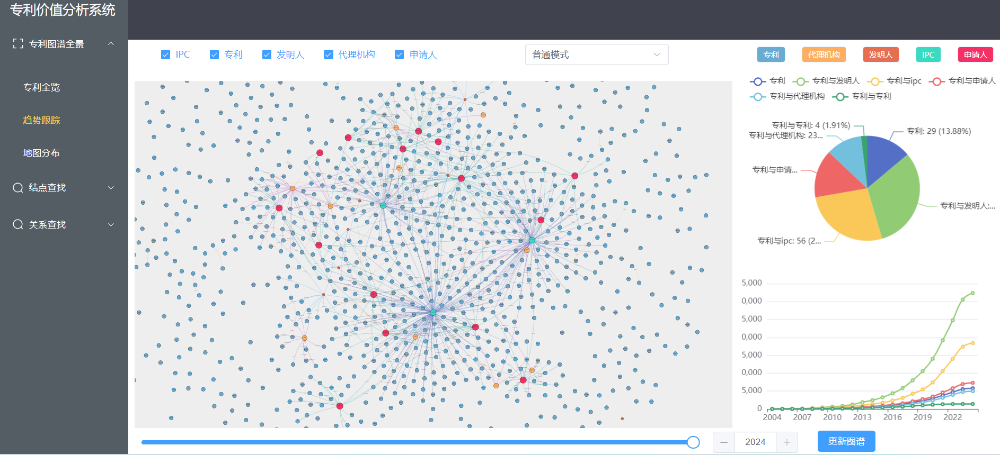 专利价值分析系统
专利图谱全景
专利全览
趋势跟踪
地图分布
结点查找
关系查找
IPC 专利 发明人 代理机构 申请人
普通模式
专利 代理机构 发明人 IPC 申请人
专利 专利与发明人 专利与ipc 专利与申请人
专利与代理机构 专利与专利
专利与专利: 4 (1.91%)
专利: 29 (13.88%)
专利与代理机构: 23...
专利与申请...
专利与发明人:...
专利与ipc: 56 (2...
5,000
0,000
5,000
0,000
5,000
0,000
5,000
0
2004 2007 2010 2013 2016 2019 2022
2024
更新图谱